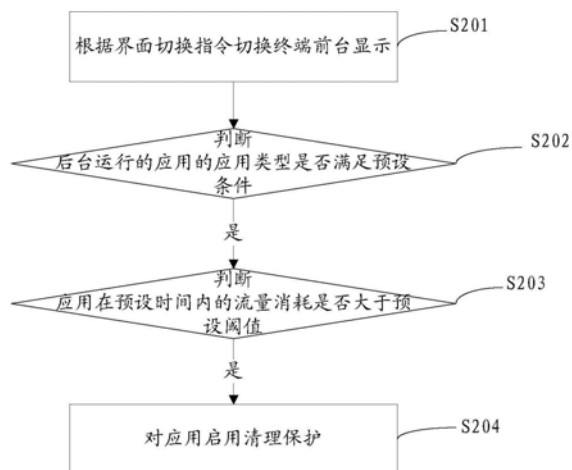 S201
根据界面切换指令切换终端前台显示
S202
判断
后台运行的应用的应用类型是否满足预设
条件
是
S203
判断
应用在预设时间内的流量消耗是否大于预
设阈值
是
S204
对应用启用清理保护